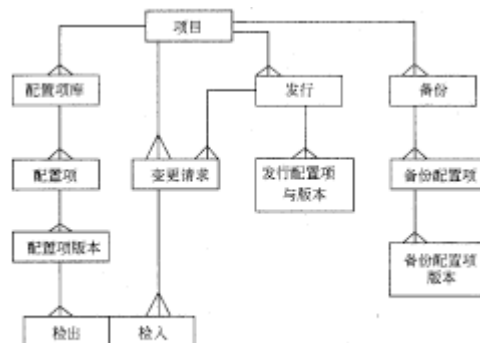 项目
配置项库
发行
备份
配置项
变更请求
发行配置项
与版本
备份配置项
配置项版本
备份配置项
版本
检出
检入